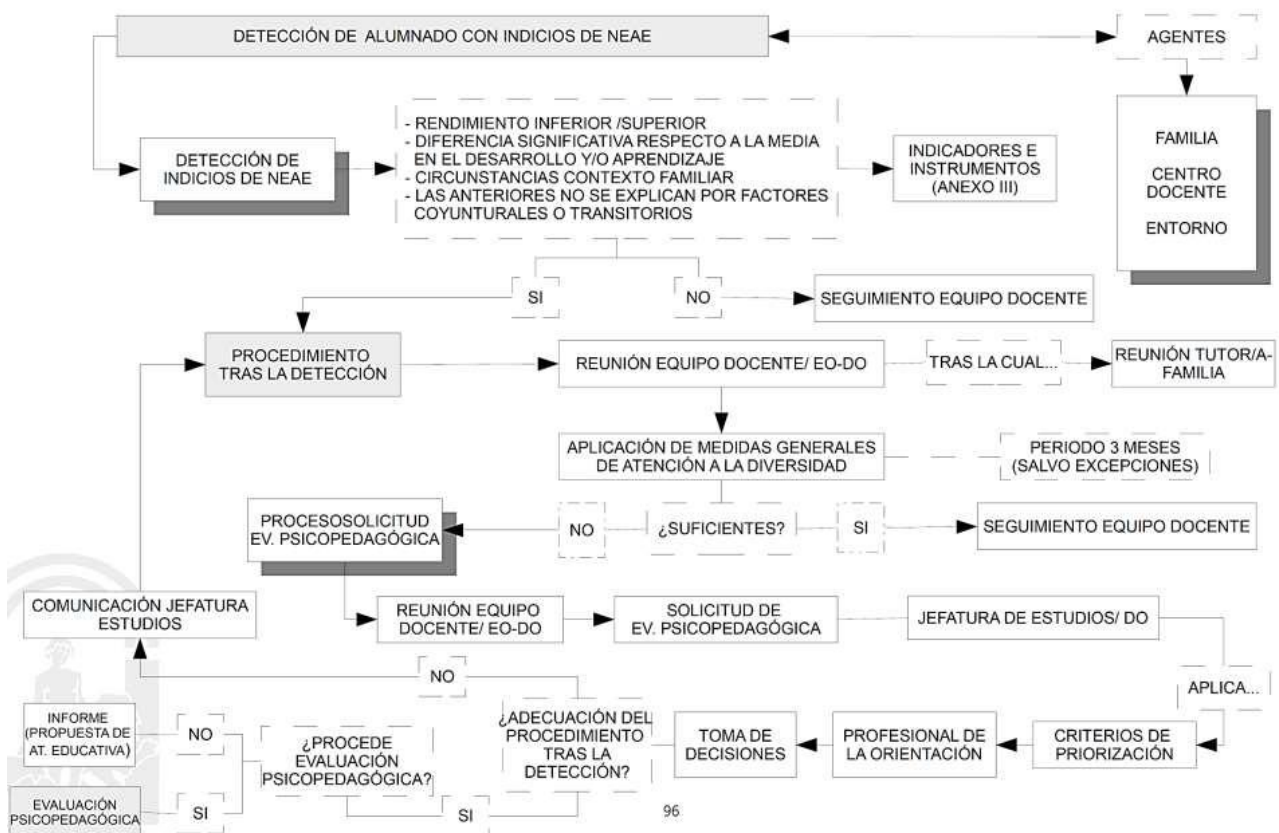 DETECCIÓN DE ALUMNADO CON INDICIOS DE NEAE
AGENTES
FAMILIA
CENTRO
DOCENTE
ENTORNO
DETECCIÓN DE
INDICIOS DE NEAE
- RENDIMIENTO INFERIOR /SUPERIOR
- DIFERENCIA SIGNIFICATIVA RESPECTO A LA MEDIA
EN EL DESARROLLO Y/O APRENDIZAJE
- CIRCUNSTANCIAS CONTEXTO FAMILIAR
- LAS ANTERIORES NO SE EXPLICAN POR FACTORES
COYUNTURALES O TRANSITORIOS
INDICADORES E
INSTRUMENTOS
(ANEXO III)
SI
NO
SEGUIMIENTO EQUIPO DOCENTE
PROCEDIMIENTO
TRAS LA DETECCIÓN
REUNIÓN EQUIPO DOCENTE/ EO-DO
TRAS LA CUAL...
REUNIÓN TUTOR/A-
FAMILIA
APLICACIÓN DE MEDIDAS GENERALES
DE ATENCIÓN A LA DIVERSIDAD
PERIODO 3 MESES
(SALVO EXCEPCIONES)
PROCESOSOLICITUD
EV. PSICOPEDAGÓGICA
NO
¿SUFICIENTES?
SI
SEGUIMIENTO EQUIPO DOCENTE
COMUNICACIÓN JEFATURA
ESTUDIOS
REUNIÓN EQUIPO
DOCENTE/ EO-DO
SOLICITUD DE
EV. PSICOPEDAGÓGICA
JEFATURA DE ESTUDIOS/ DO
NO
APLICA...
INFORME
(PROPUESTA DE
AT. EDUCATIVA)
NO
¿PROCEDE
EVALUACIÓN
PSICOPEDAGÓGICA?
¿ADECUACIÓN DEL
PROCEDIMIENTO
TRAS LA
DETECCIÓN?
TOMA DE
DECISIONES
PROFESIONAL DE
LA ORIENTACIÓN
CRITERIOS DE
PRIORIZACIÓN
EVALUACIÓN
PSICOPEDAGÓGICA
SI
SI
96